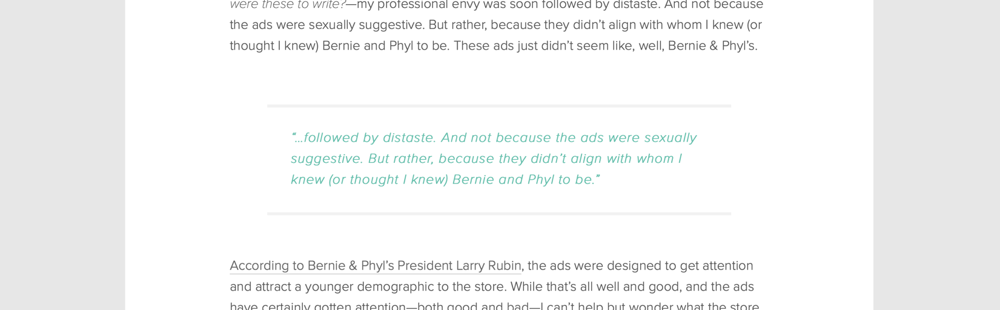 were these to write?—my professional envy was soon followed by distaste. And not because
the ads were sexually suggestive. But rather, because they didn’t align with whom I knew (or
thought I knew) Bernie and Phyl to be. These ads just didn’t seem like, well, Bernie & Phyl’s.
“…followed by distaste. And not because the ads were sexually
suggestive. But rather, because they didn’t align with whom I
knew (or thought I knew) Bernie and Phyl to be.”
According to Bernie & Phyl’s President Larry Rubin, the ads were designed to get attention
and attract a younger demographic to the store. While that’s all well and good, and the ads
have certainly gotten attention—both good and bad—I can’t help but wonder what the store